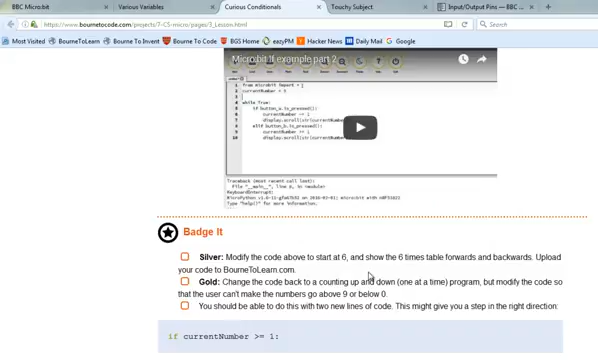 BBC Micro:bit
Various Variables
Curious Conditionals
Touchy Subject
Input/Output Pins — BBC ...
https://www.bournetocode.com/projects/7-CS-micro/pages/3_Lesson.html
Search
Most Visited
BourneToLearn
Bourne To Invent
Bourne To Code
BGS Home
eazyPM
Hacker News
Daily Mail
Google
Micro:bit If example part 2
from microbit import *
while True:
if button_a.is_pressed():
currentNumber -= 1
display.scroll(str(currentNumber
elif button_b.is_pressed():
currentNumber += 1
display.scroll(str(currentNumber
Traceback (most recent call last):
KeyboardInterrupt:
Type "help()" for more information.
Badge It
Silver: Modify the code above to start at 6, and show the 6 times table forwards and backwards. Upload
your code to BourneToLearn.com.
Gold: Change the code back to a counting up and down (one at a time) program, but modify the code so
that the user can't make the numbers go above 9 or below 0.
You should be able to do this with two new lines of code. This might give you a step in the right direction:
if currentNumber >= 1: